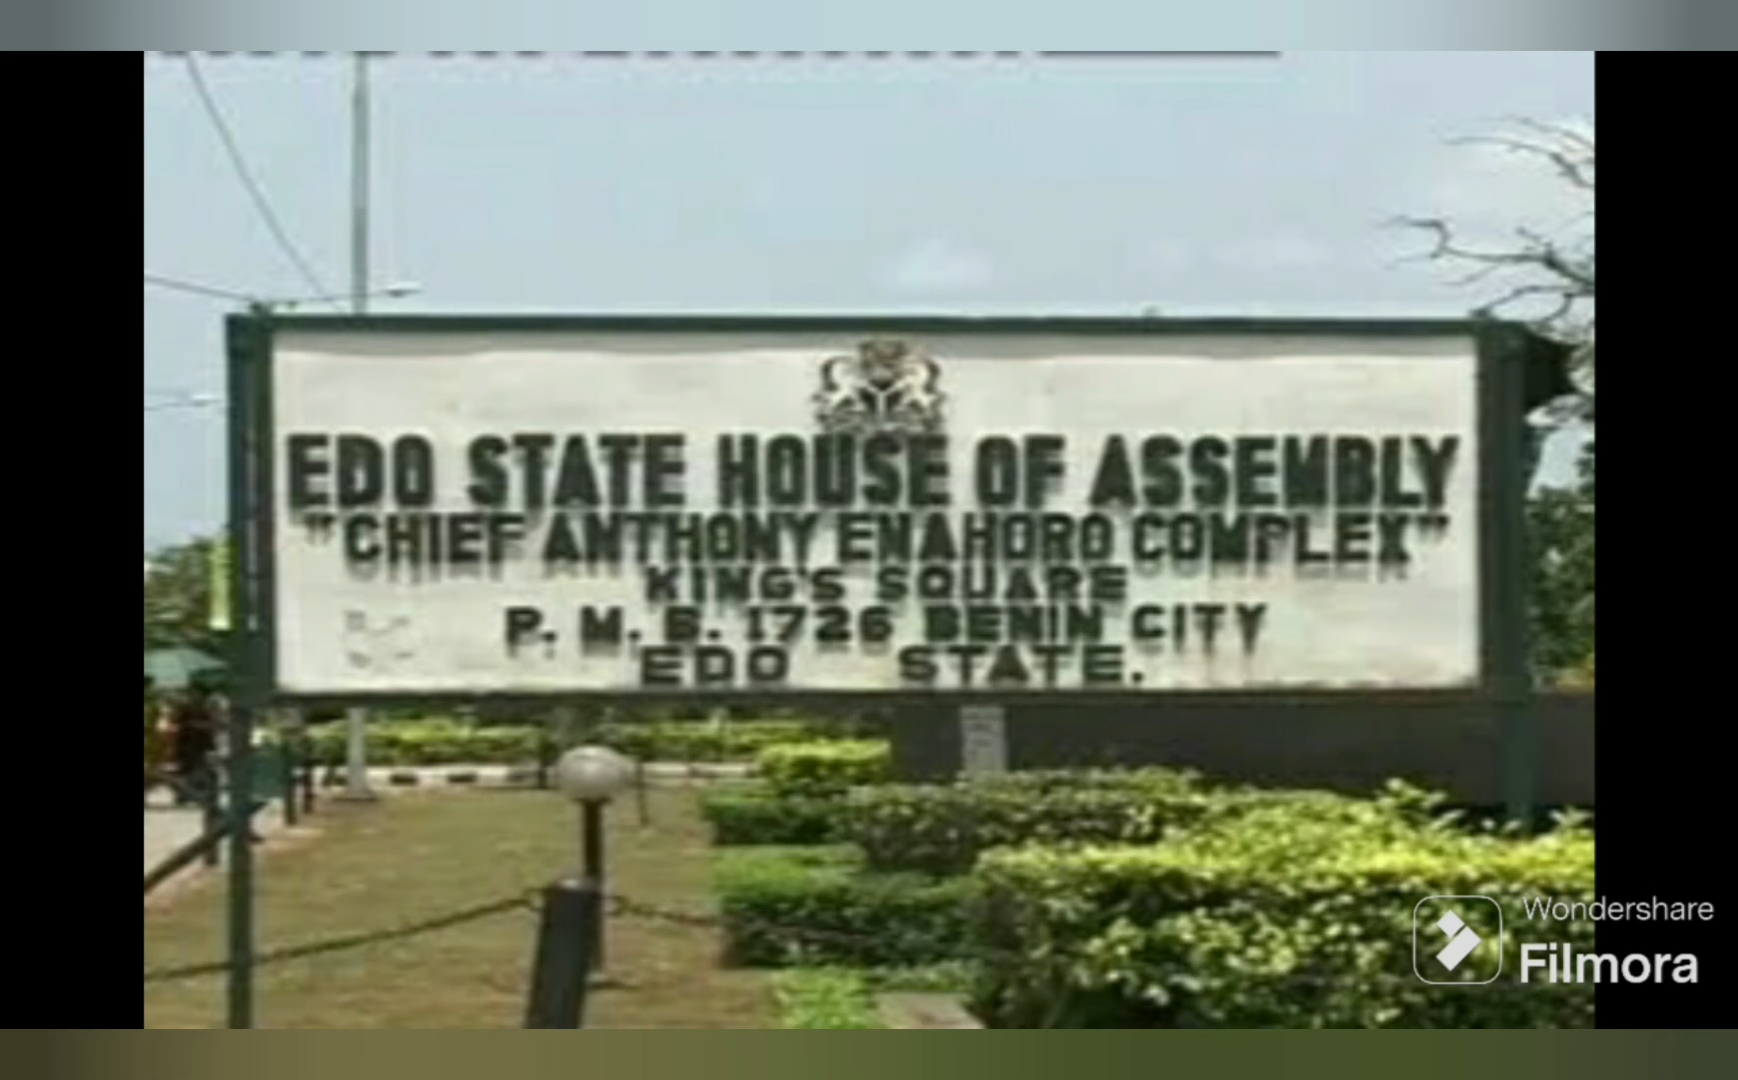 EDO STATE HOUSE OF ASSEMBLY
"CHIEF ANTHONY ENAHORO COMPLEX"
KING'S SQUARE
P. M. B. 1726 BENIN CITY
EDO STATE.
Wondershare
Filmora